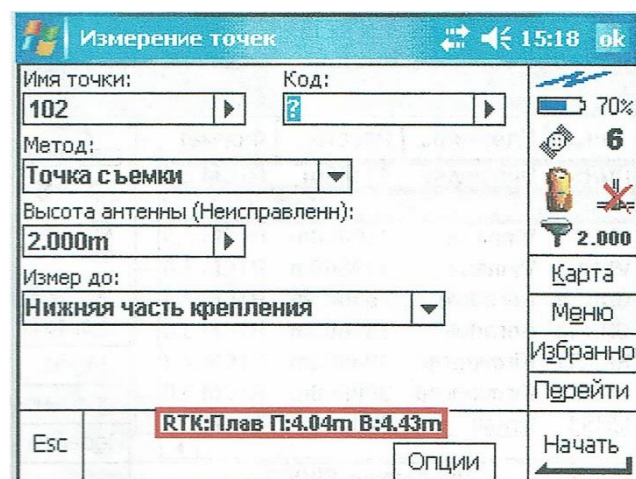 Измерение точек 15:18 ok
Имя точки: Код:
102 ?
70%
Метод:
6
Точка съемки
Высота антенны (Неисправленн):
2.000m
2.000
Измер до:
Карта
Нижняя часть крепления
Меню
Избранно
Перейти
RTK:Плав П:4.04m В:4.43m
Esc
Опции
Начать